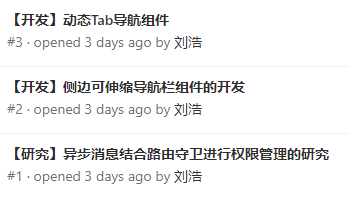 【开发】动态Tab导航组件
#3 · opened 3 days ago by 刘浩
【开发】侧边可伸缩导航栏组件的开发
#2 · opened 3 days ago by 刘浩
【研究】异步消息结合路由守卫进行权限管理的研究
#1 · opened 3 days ago by 刘浩